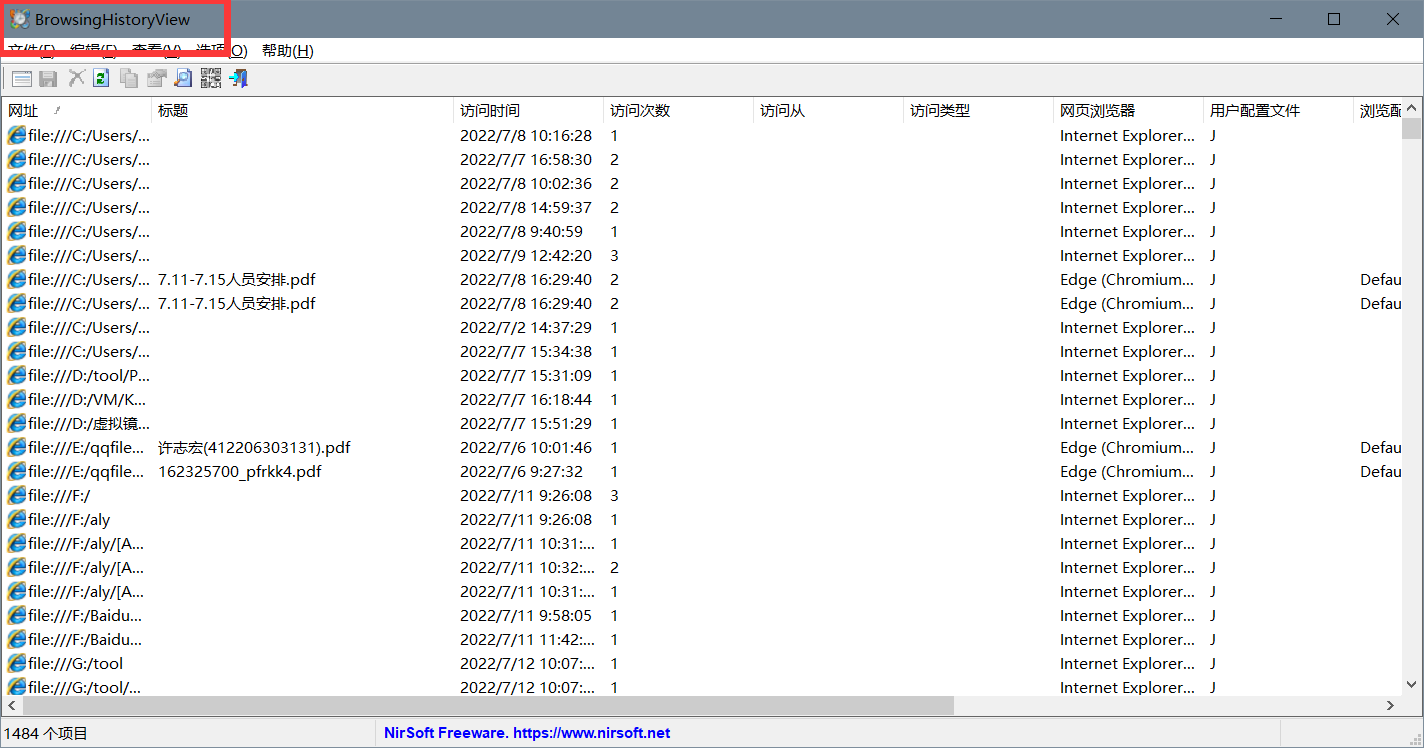 BrowsingHistoryView
文件(F) 编辑(E) 查看(V) 选项(O) 帮助(H)
网址 标题 访问时间 访问次数 访问从 访问类型 网页浏览器 用户配置文件 浏览配
file:///C:/Users/... 2022/7/8 10:16:28 1 Internet Explorer... J
file:///C:/Users/... 2022/7/7 16:58:30 2 Internet Explorer... J
file:///C:/Users/... 2022/7/8 10:02:36 2 Internet Explorer... J
file:///C:/Users/... 2022/7/8 14:59:37 2 Internet Explorer... J
file:///C:/Users/... 2022/7/8 9:40:59 1 Internet Explorer... J
file:///C:/Users/... 2022/7/9 12:42:20 3 Internet Explorer... J
file:///C:/Users/... 7.11-7.15人员安排.pdf 2022/7/8 16:29:40 2 Edge (Chromium... J Defau
file:///C:/Users/... 7.11-7.15人员安排.pdf 2022/7/8 16:29:40 2 Edge (Chromium... J Defau
file:///C:/Users/... 2022/7/2 14:37:29 1 Internet Explorer... J
file:///C:/Users/... 2022/7/7 15:34:38 1 Internet Explorer... J
file:///D:/tool/P... 2022/7/7 15:31:09 1 Internet Explorer... J
file:///D:/VM/K... 2022/7/7 16:18:44 1 Internet Explorer... J
file:///D:/虚拟镜... 2022/7/7 15:51:29 1 Internet Explorer... J
file:///E:/qqfile... 许志宏(412206303131).pdf 2022/7/6 10:01:46 1 Edge (Chromium... J Defau
file:///E:/qqfile... 162325700_pfrkk4.pdf 2022/7/6 9:27:32 1 Edge (Chromium... J Defau
file:///F:/ 2022/7/11 9:26:08 3 Internet Explorer... J
file:///F:/aly 2022/7/11 9:26:08 1 Internet Explorer... J
file:///F:/aly/[A... 2022/7/11 10:31:... 1 Internet Explorer... J
file:///F:/aly/[A... 2022/7/11 10:32:... 2 Internet Explorer... J
file:///F:/aly/[A... 2022/7/11 10:31:... 1 Internet Explorer... J
file:///F:/Baidu... 2022/7/11 9:58:05 1 Internet Explorer... J
file:///F:/Baidu... 2022/7/11 11:42:... 1 Internet Explorer... J
file:///G:/tool 2022/7/12 10:07:... 1 Internet Explorer... J
file:///G:/tool/... 2022/7/12 10:07:... 1 Internet Explorer... J
1484 个项目 NirSoft Freeware. https://www.nirsoft.net